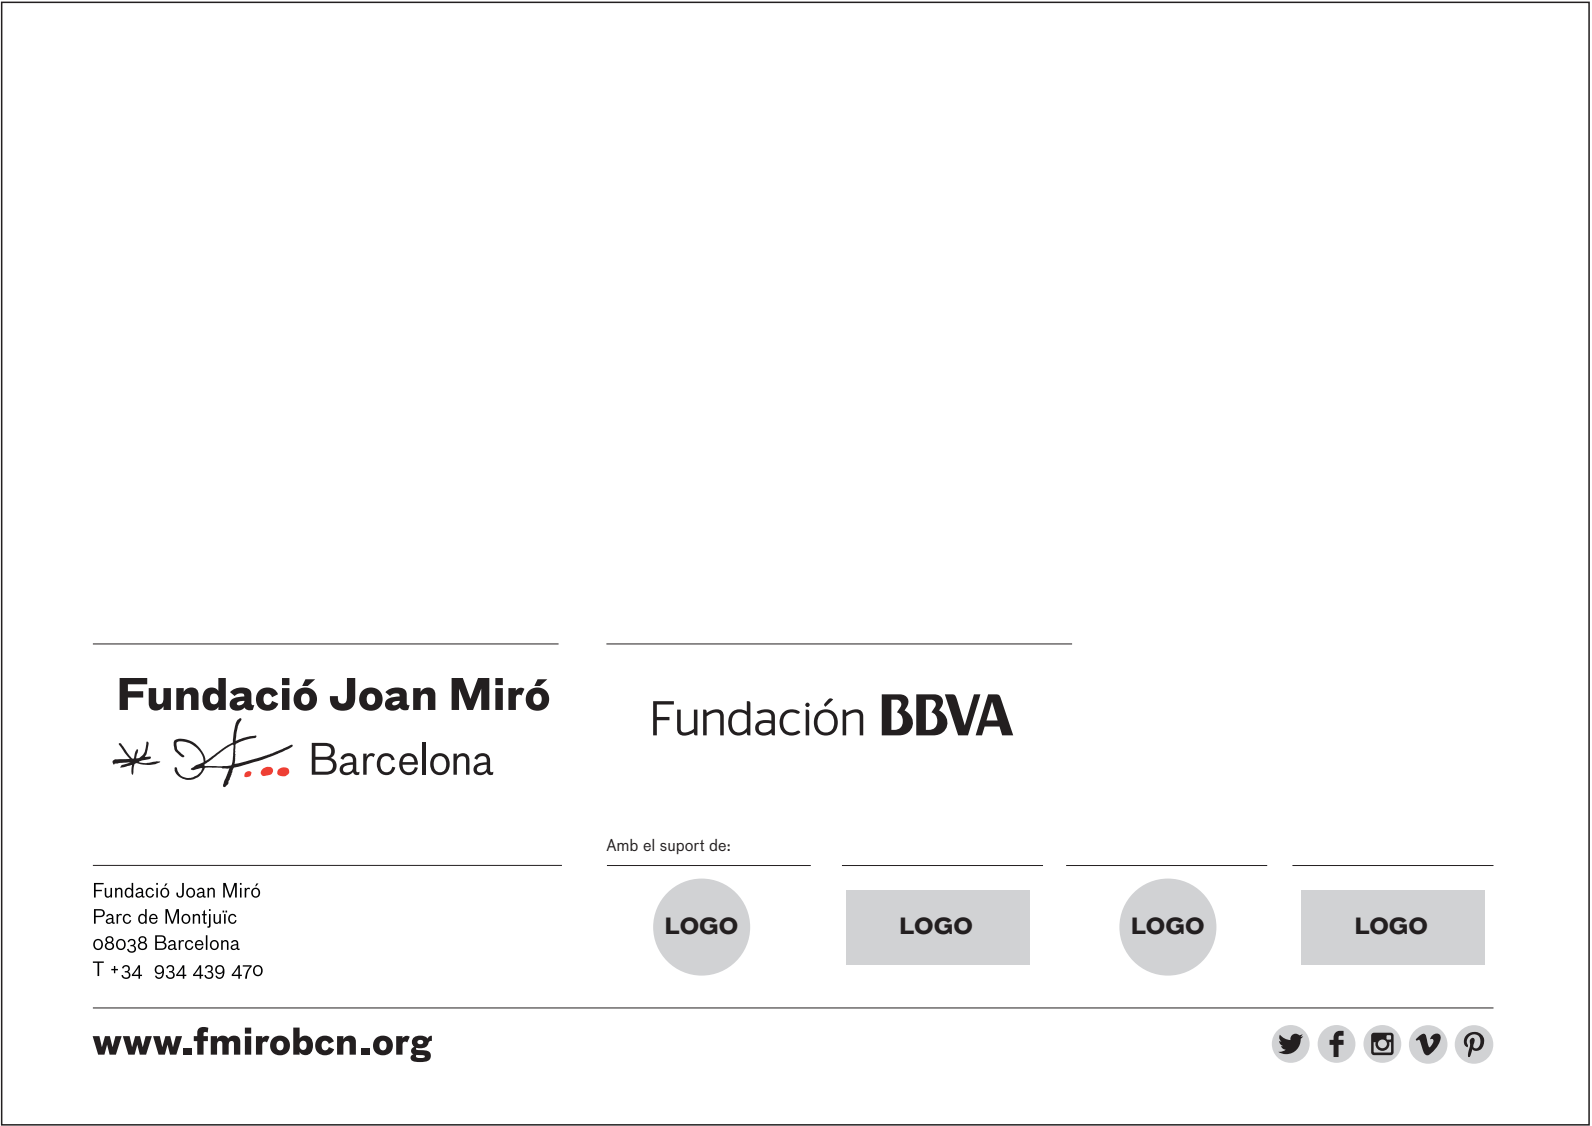 Fundació Joan Miró
Barcelona
Fundación BBVA
Amb el suport de:
Fundació Joan Miró
Parc de Montjuïc
08038 Barcelona
T +34 934 439 470
LOGO
LOGO
LOGO
LOGO
www.fmirobcn.org